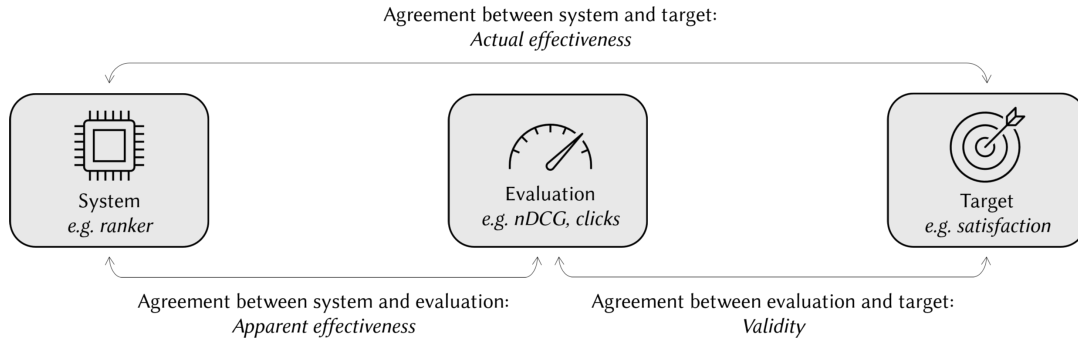 Agreement between system and target:
Actual effectiveness
System
e.g. ranker
Evaluation
e.g. nDCG, clicks
Target
e.g. satisfaction
Agreement between system and evaluation:
Apparent effectiveness
Agreement between evaluation and target:
Validity